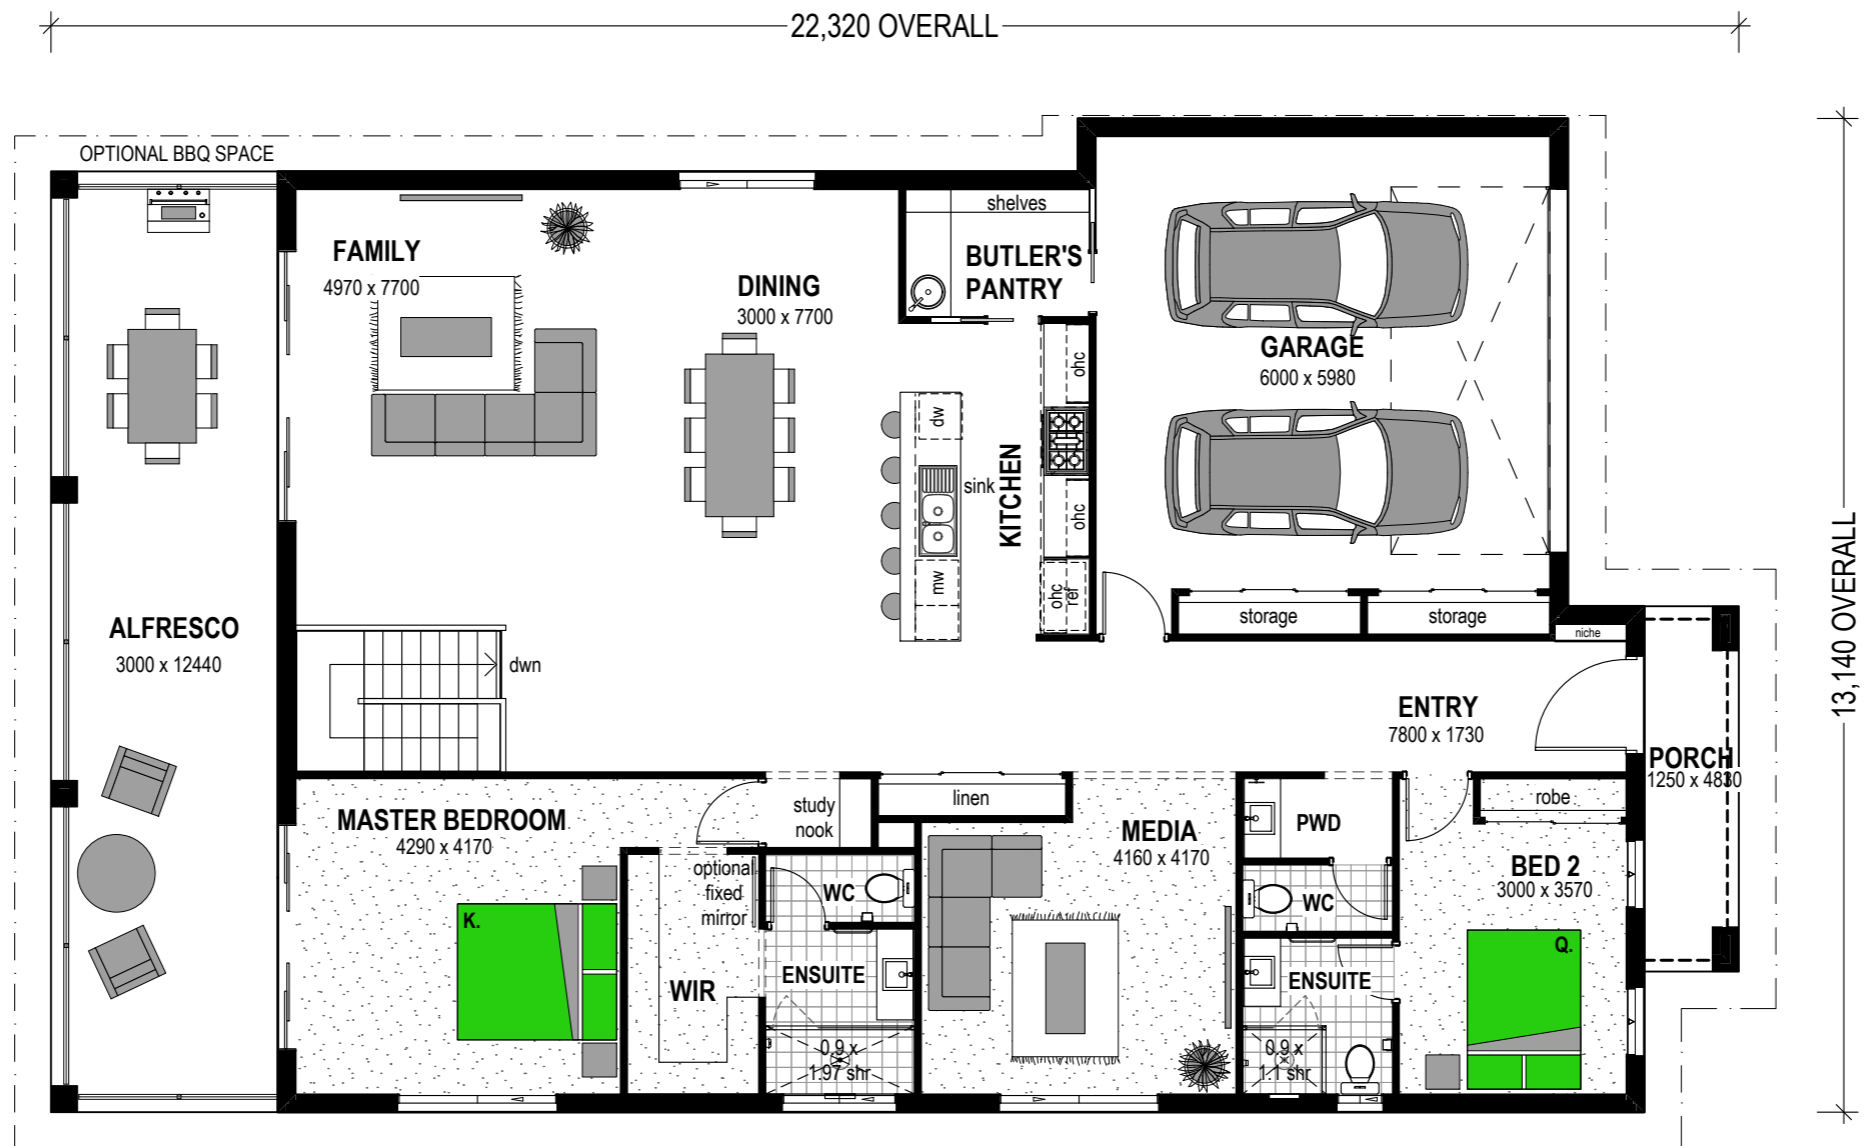 22,320 OVERALL
OPTIONAL BBQ SPACE
shelves
FAMILY
4970 x 7700
BUTLER'S
PANTRY
DINING
3000 x 7700
GARAGE
6000 x 5980
ohc
dw
sink
KITCHEN
ohc
mw
ohc
ref
storage
storage
niche
13,140 OVERALL
ALFRESCO
3000 x 12440
dwn
ENTRY
7800 x 1730
PORCH
1250 x 4830
MASTER BEDROOM
4290 x 4170
study
nook
linen
MEDIA
4160 x 4170
PWD
robe
BED 2
3000 x 3570
optional
fixed
mirror
WC
WC
K.
Q.
WIR
ENSUITE
ENSUITE
0.9 x
1.97 shr
0.9 x
1.1 shr